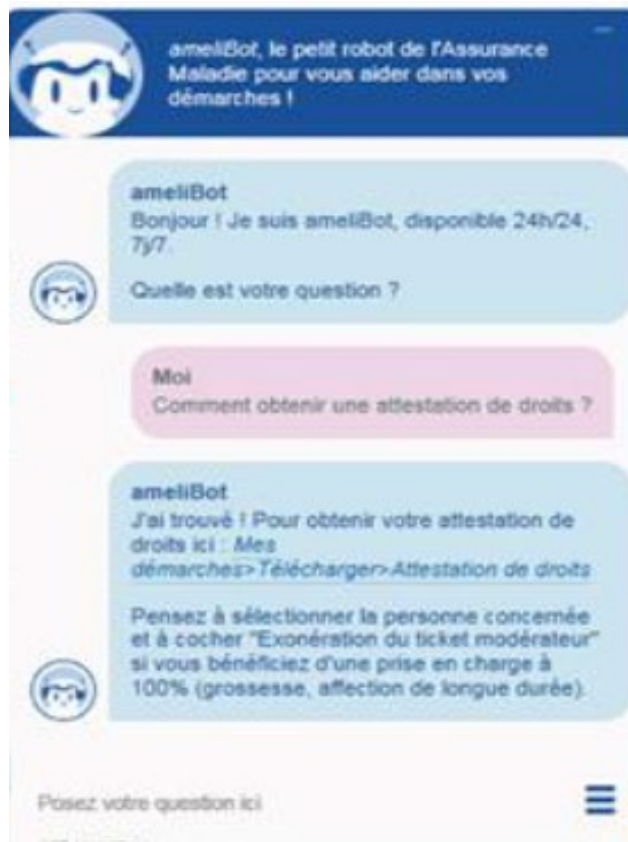 ameliBot, le petit robot de l'Assurance
Maladie pour vous aider dans vos
démarches !
ameliBot
Bonjour ! Je suis ameliBot, disponible 24h/24,
7j/7.
Quelle est votre question ?
Moi
Comment obtenir une attestation de droits ?
ameliBot
J'ai trouvé ! Pour obtenir votre attestation de
droits ici : Mes
démarches>Télécharger>Attestation de droits
Pensez à sélectionner la personne concernée
et à cocher "Exonération du ticket modérateur"
si vous bénéficiez d'une prise en charge à
100% (grossesse, affection de longue durée).
Posez votre question ici